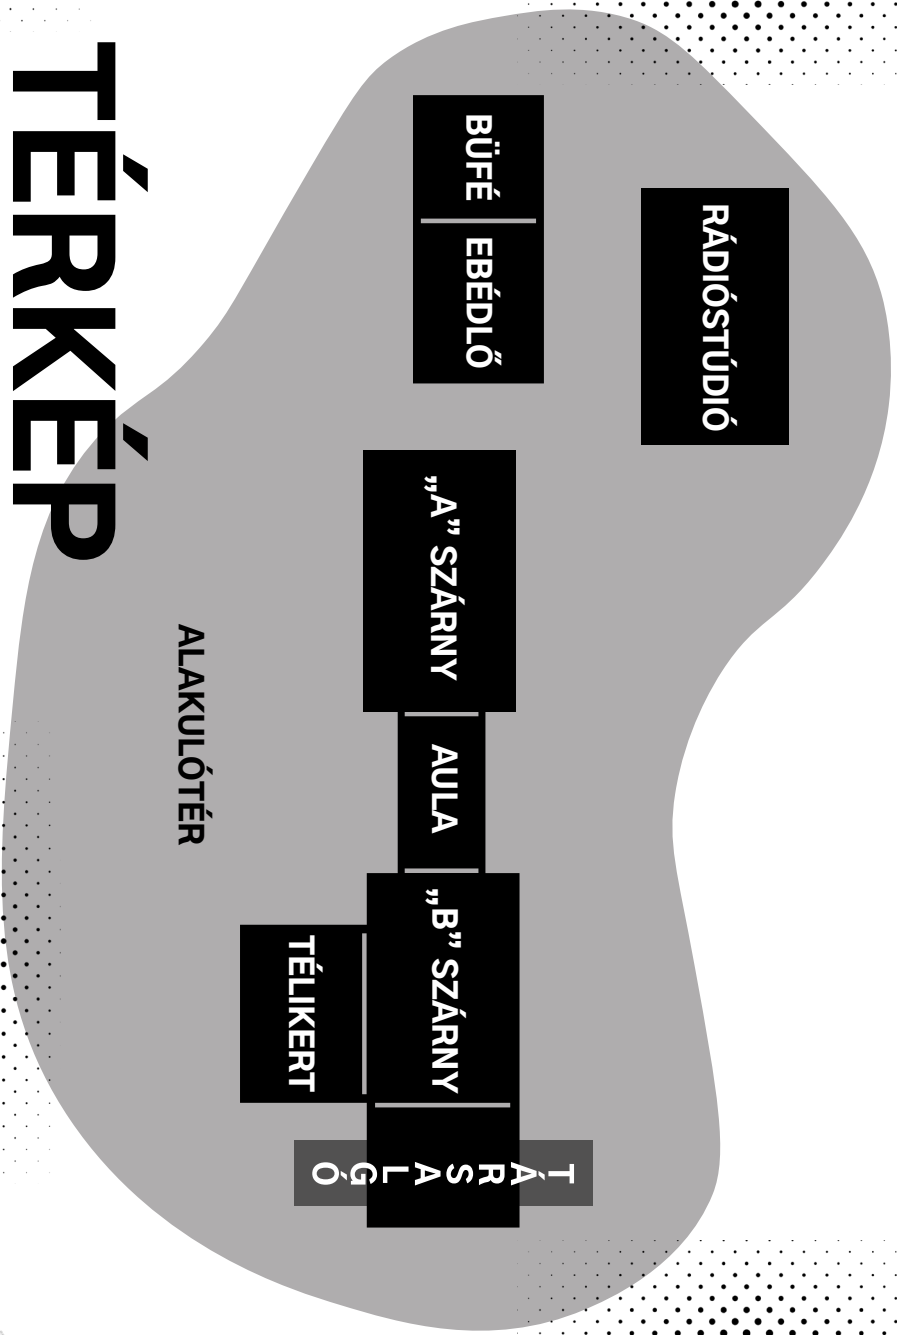 RÁDIÓSTÚDIÓ
BÜFÉ
EBÉDLŐ
„A” SZÁRNY
AULA
„B” SZÁRNY
TÁRSALGÓ
TÉLIKERT
ALAKULÓTÉR
TÉRKÉP